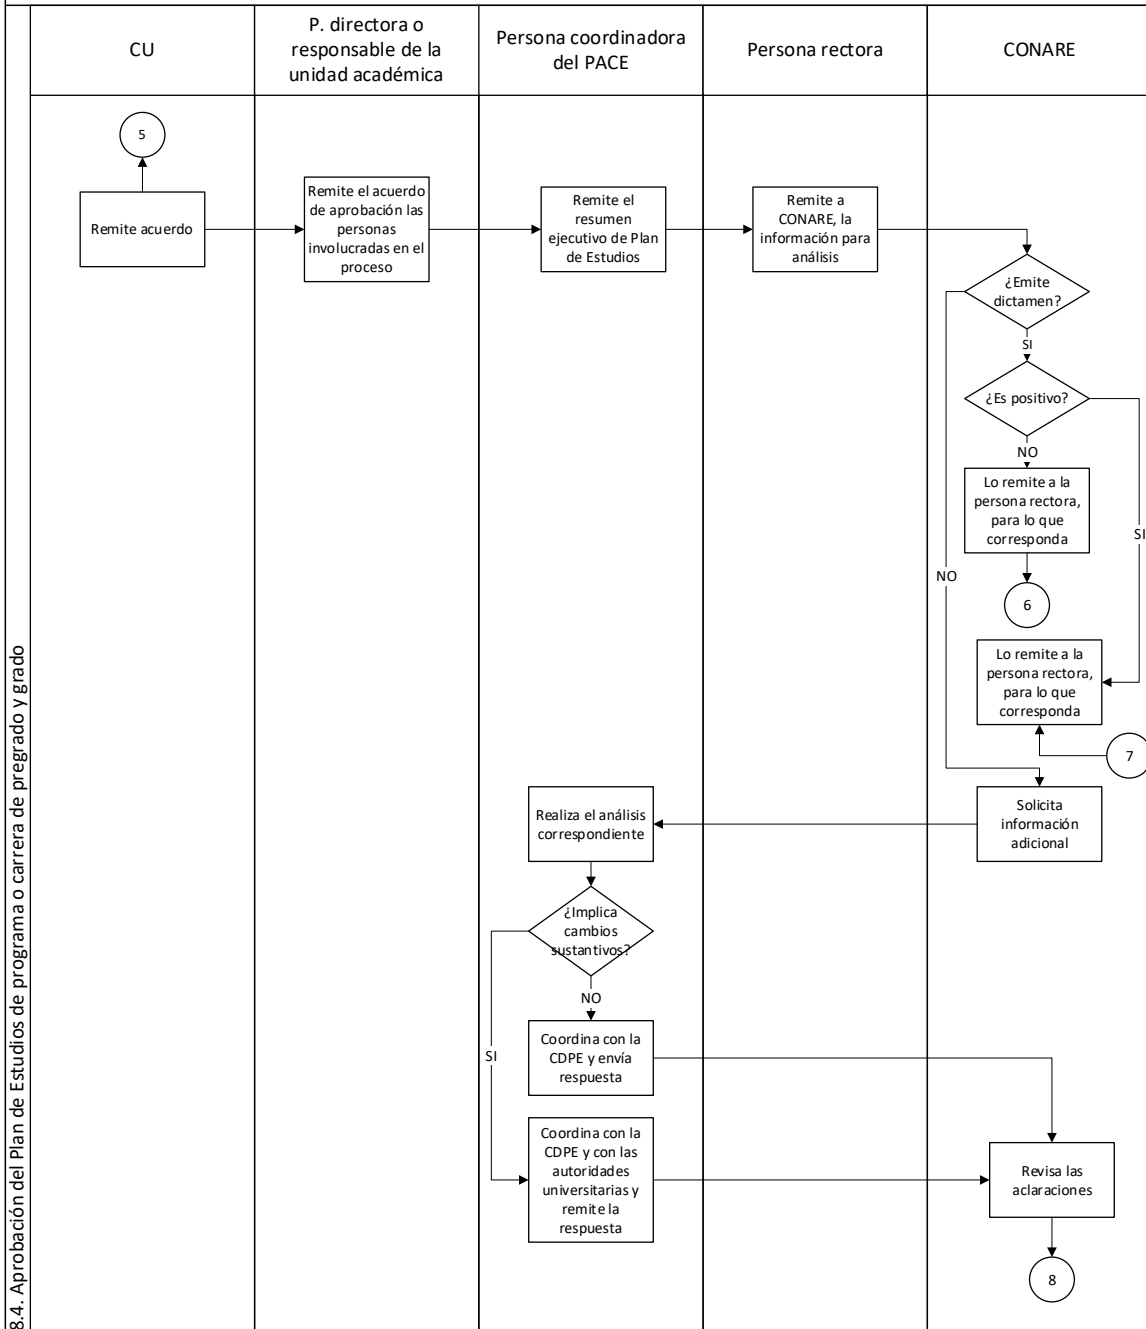 CU
P. directora o
responsable de la
unidad académica
Persona coordinadora
del PACE
Persona rectora
CONARE
8.4. Aprobación del Plan de Estudios de programa o carrera de pregrado y grado
5
Remite acuerdo
Remite el acuerdo
de aprobación las
personas
involucradas en el
proceso
Remite el
resumen
ejecutivo de Plan
de Estudios
Remite a
CONARE, la
información para
análisis
¿Emite
dictamen?
SI
¿Es positivo?
NO
Lo remite a la
persona rectora,
para lo que
corresponda
SI
NO
6
Lo remite a la
persona rectora,
para lo que
corresponda
7
Solicita
información
adicional
Realiza el análisis
correspondiente
¿Implica
cambios
sustantivos?
NO
SI
Coordina con la
CDPE y envía
respuesta
Coordina con la
CDPE y con las
autoridades
universitarias y
remite la
respuesta
Revisa las
aclaraciones
8